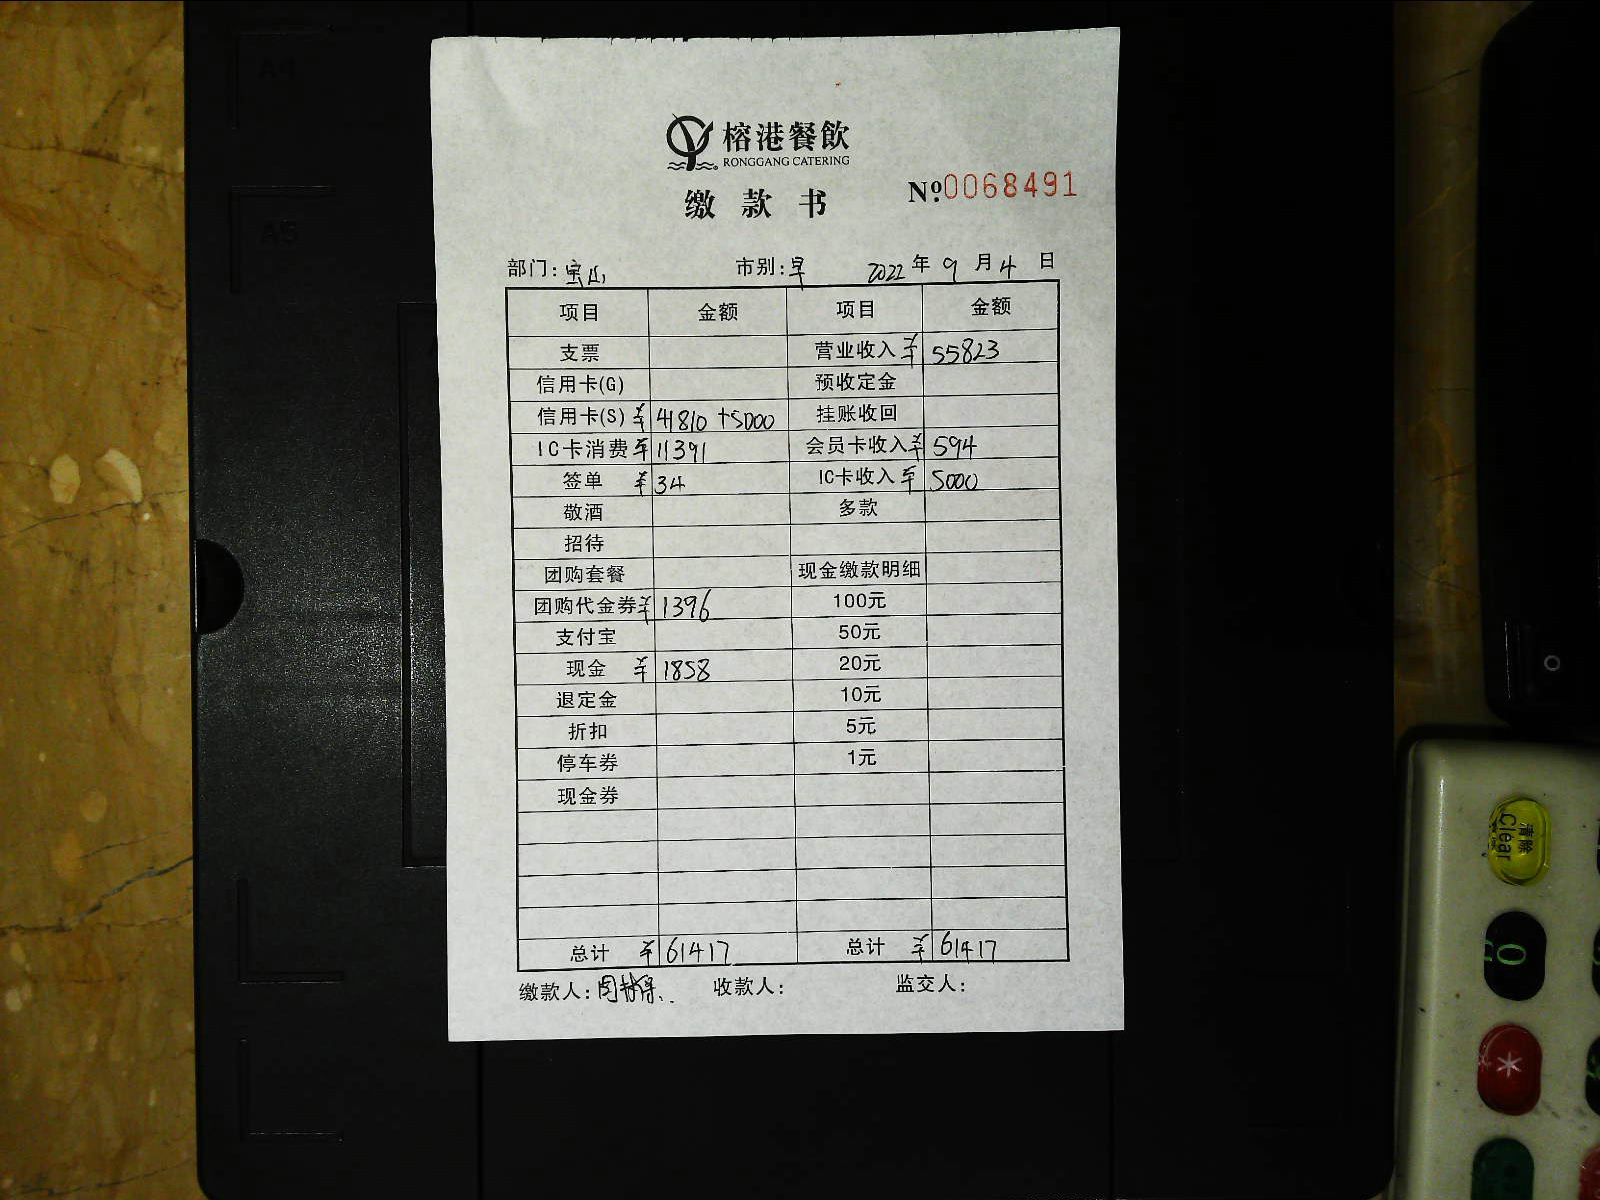 A4
A5
榕港餐飲
RONGGANG CATERING
缴款书
№0068491
部门: 宝山 市别: 早 2022年9月4日
项目 金额 项目 金额
支票 营业收入 ¥ 55823
信用卡(G) 预收定金
信用卡(S) ¥ 41810 +5000 挂账收回
IC卡消费 ¥ 11391 会员卡收入 ¥ 594
签单 ¥ 34 IC卡收入 ¥ 5000
敬酒 多款
招待
团购套餐 现金缴款明细
团购代金券 ¥ 1396 100元
支付宝 50元
现金 ¥ 1858 20元
退定金 10元
折扣 5元
停车券 1元
现金券
总计 ¥ 61417 总计 ¥ 61417
缴款人: 收款人: 监交人:
清除
Clear
0
*